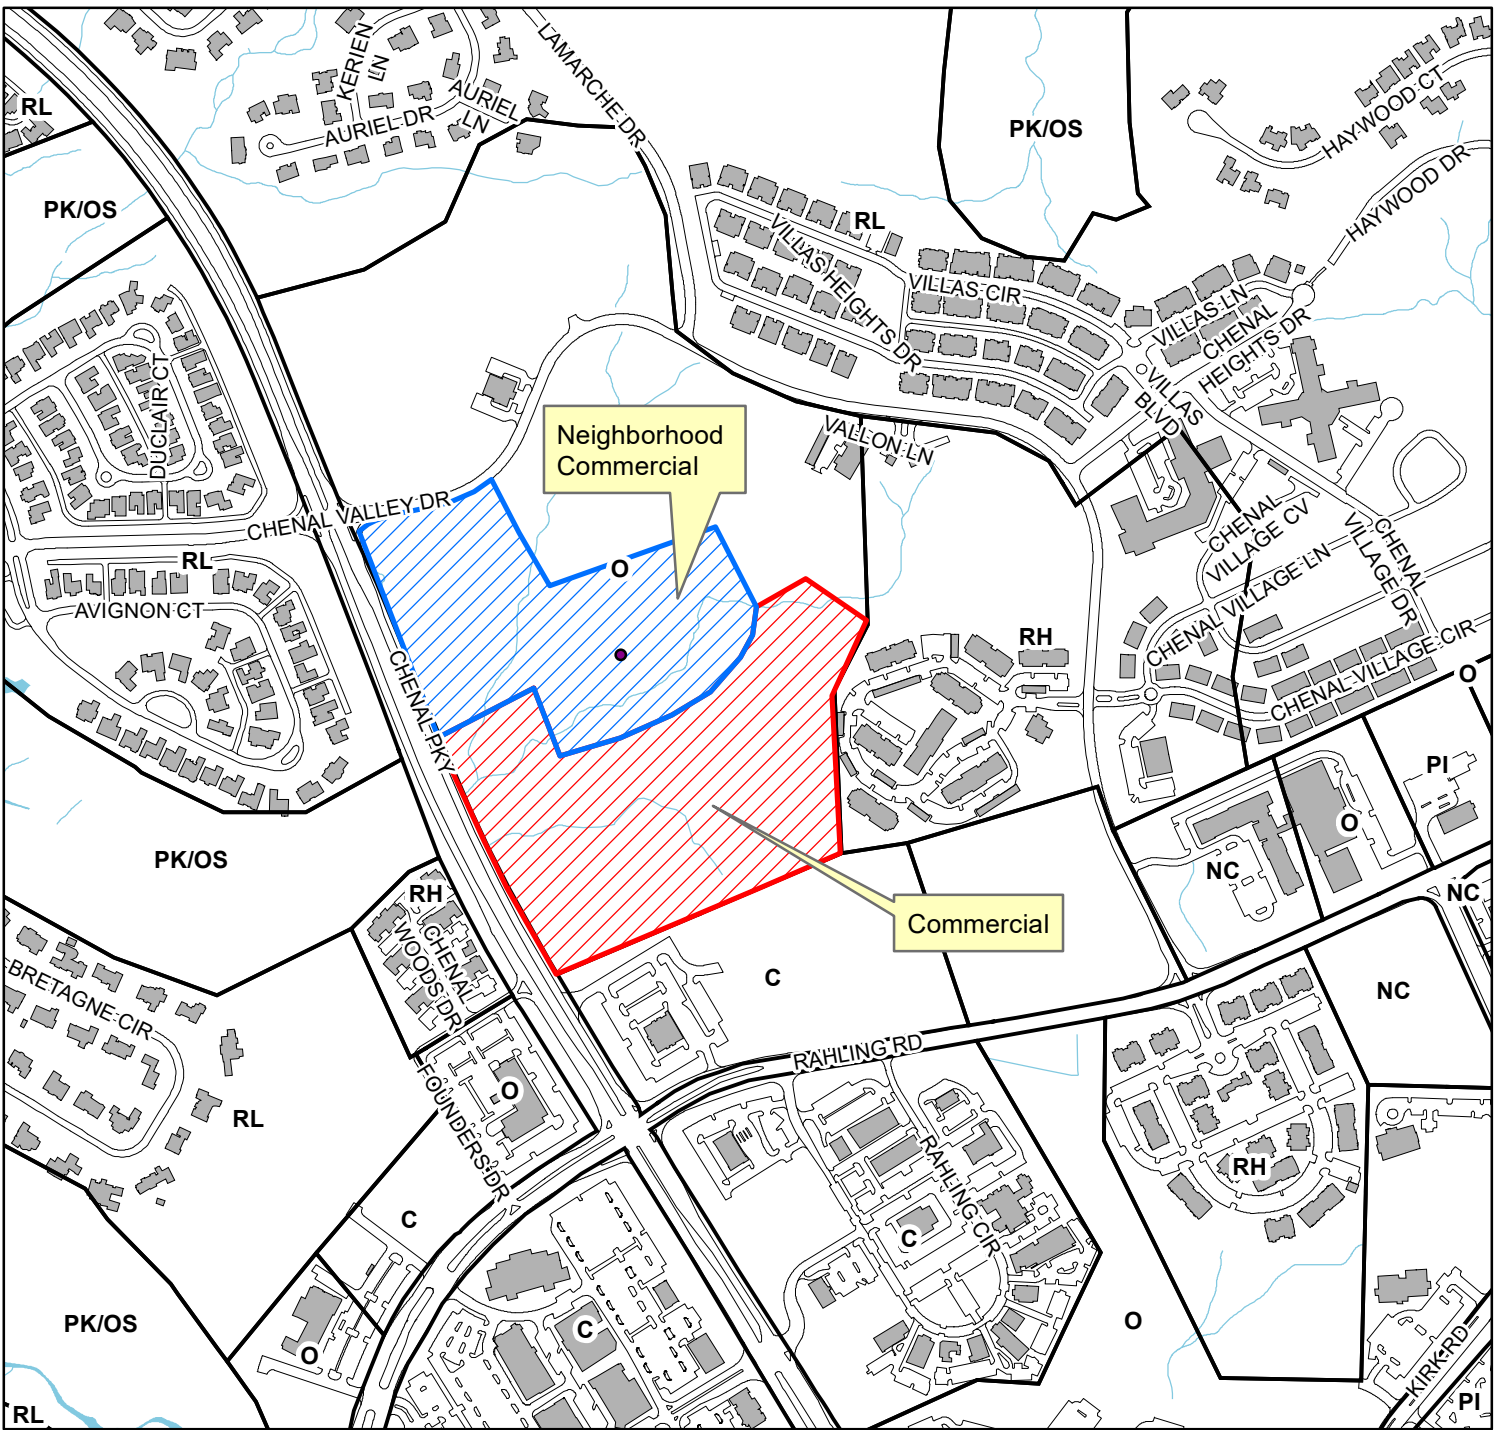 KERIEN
LN
LAMARCHE DR
AURIEL
LN
AURIEL DR
RL
PK/OS
HAYWOOD CT
HAYWOOD DR
PK/OS
RL
VILLAS HEIGHTS DR
VILLAS CIR
VILLAS LN
CHENAL
HEIGHTS DR
VILLAS
BLVD
DUCLAIR CT
Neighborhood
Commercial
VALLON LN
CHENAL VALLEY DR
CHENAL
VILLAGE CV
CHENAL
VILLAGE DR
RL
O
AVIGNON CT
CHENAL VILLAGE LN
RH
CHENAL VILLAGE CIR
O
CHENAL PKY
PI
O
PK/OS
NC
NC
RH
CHENAL
WOODS DR
Commercial
BRETAGNE CIR
C
NC
RAHLING RD
O
FOUNDERS DR
RL
RAHLING CIR
RH
C
C
PK/OS
O
C
O
KIRK RD
RL
PI